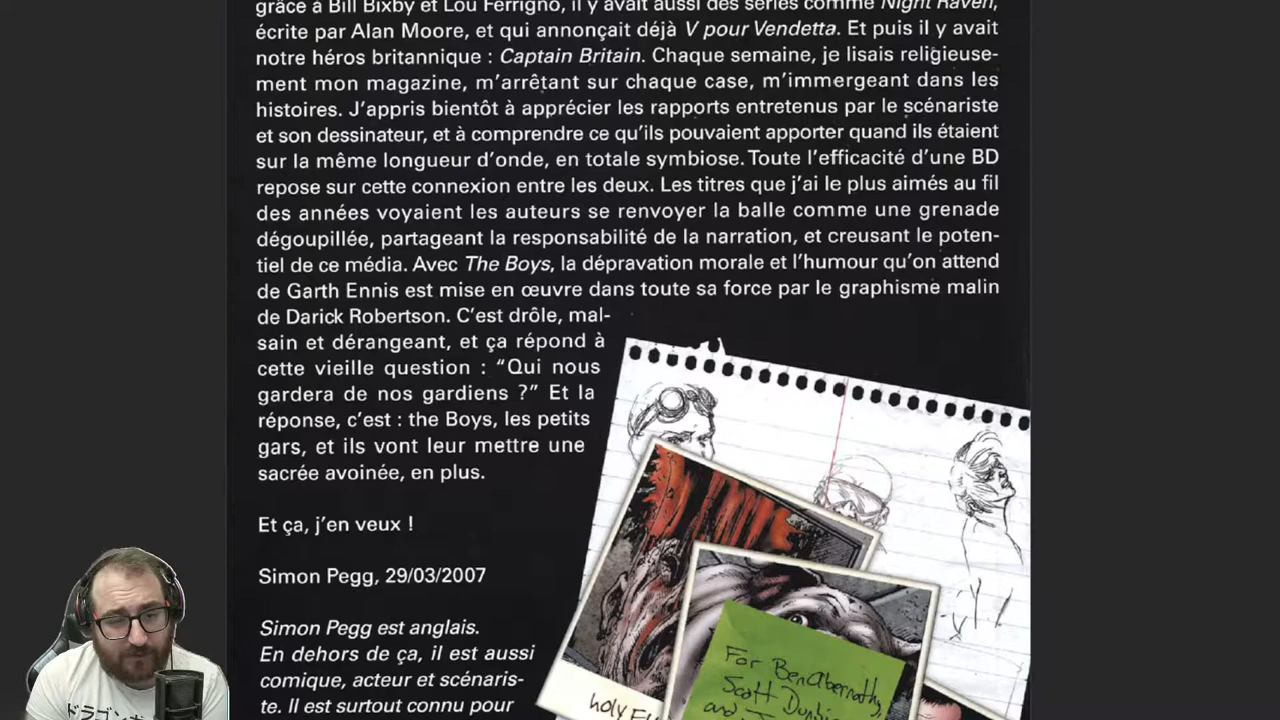 grâce à Bill Bixby et Lou Ferrigno, il y avait aussi des séries comme Night Raven,
écrite par Alan Moore, et qui annonçait déjà V pour Vendetta. Et puis il y avait
notre héros britannique : Captain Britain. Chaque semaine, je lisais religieuse-
ment mon magazine, m'arrêtant sur chaque case, m'immergeant dans les
histoires. J'appris bientôt à apprécier les rapports entretenus par le scénariste
et son dessinateur, et à comprendre ce qu'ils pouvaient apporter quand ils étaient
sur la même longueur d'onde, en totale symbiose. Toute l'efficacité d'une BD
repose sur cette connexion entre les deux. Les titres que j'ai le plus aimés au fil
des années voyaient les auteurs se renvoyer la balle comme une grenade
dégoupillée, partageant la responsabilité de la narration, et creusant le poten-
tiel de ce média. Avec The Boys, la dépravation morale et l'humour qu'on attend
de Garth Ennis est mise en œuvre dans toute sa force par le graphisme malin
de Darick Robertson. C'est drôle, mal-
sain et dérangeant, et ça répond à
cette vieille question : “Qui nous
gardera de nos gardiens ?” Et la
réponse, c'est : the Boys, les petits
gars, et ils vont leur mettre une
sacrée avoinée, en plus.
Et ça, j'en veux !
Simon Pegg, 29/03/2007
Simon Pegg est anglais.
En dehors de ça, il est aussi
comique, acteur et scénaris-
te. Il est surtout connu pour
For Ben Abernathy,
Scott
and
holy
ドラゴン